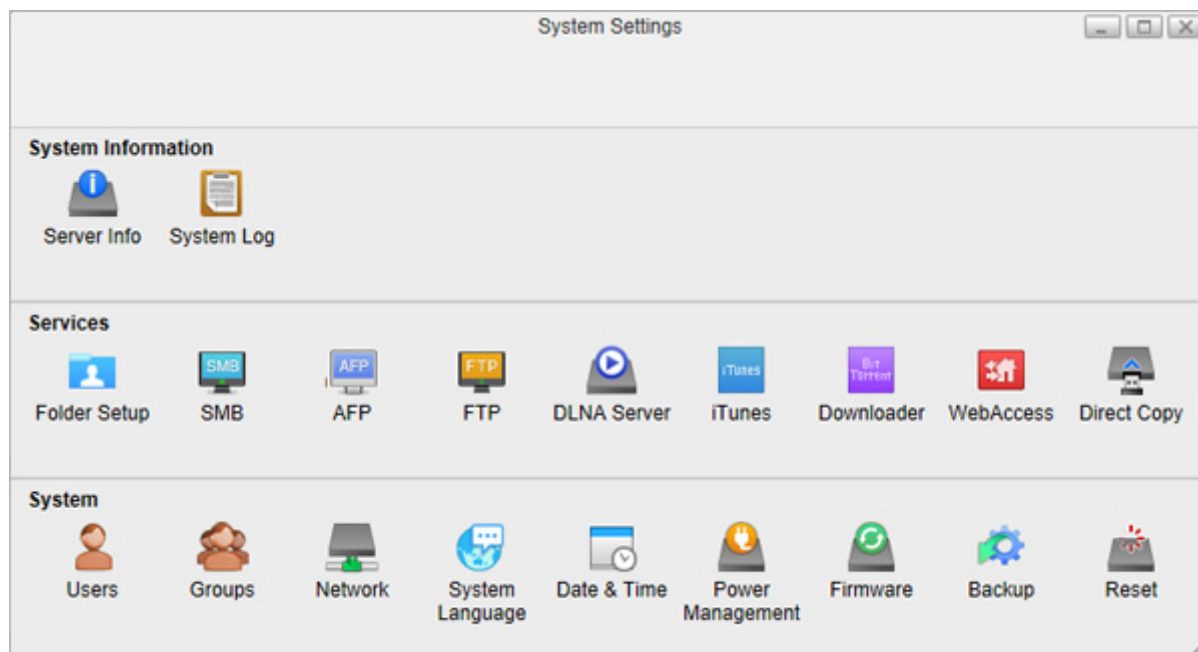 System Settings
System Information
Server Info
System Log
Services
SMB
AFP
FTP
iTunes
Bit
Torrent
Folder Setup
SMB
AFP
FTP
DLNA Server
iTunes
Downloader
WebAccess
Direct Copy
System
Users
Groups
Network
System
Language
Date & Time
Power
Management
Firmware
Backup
Reset